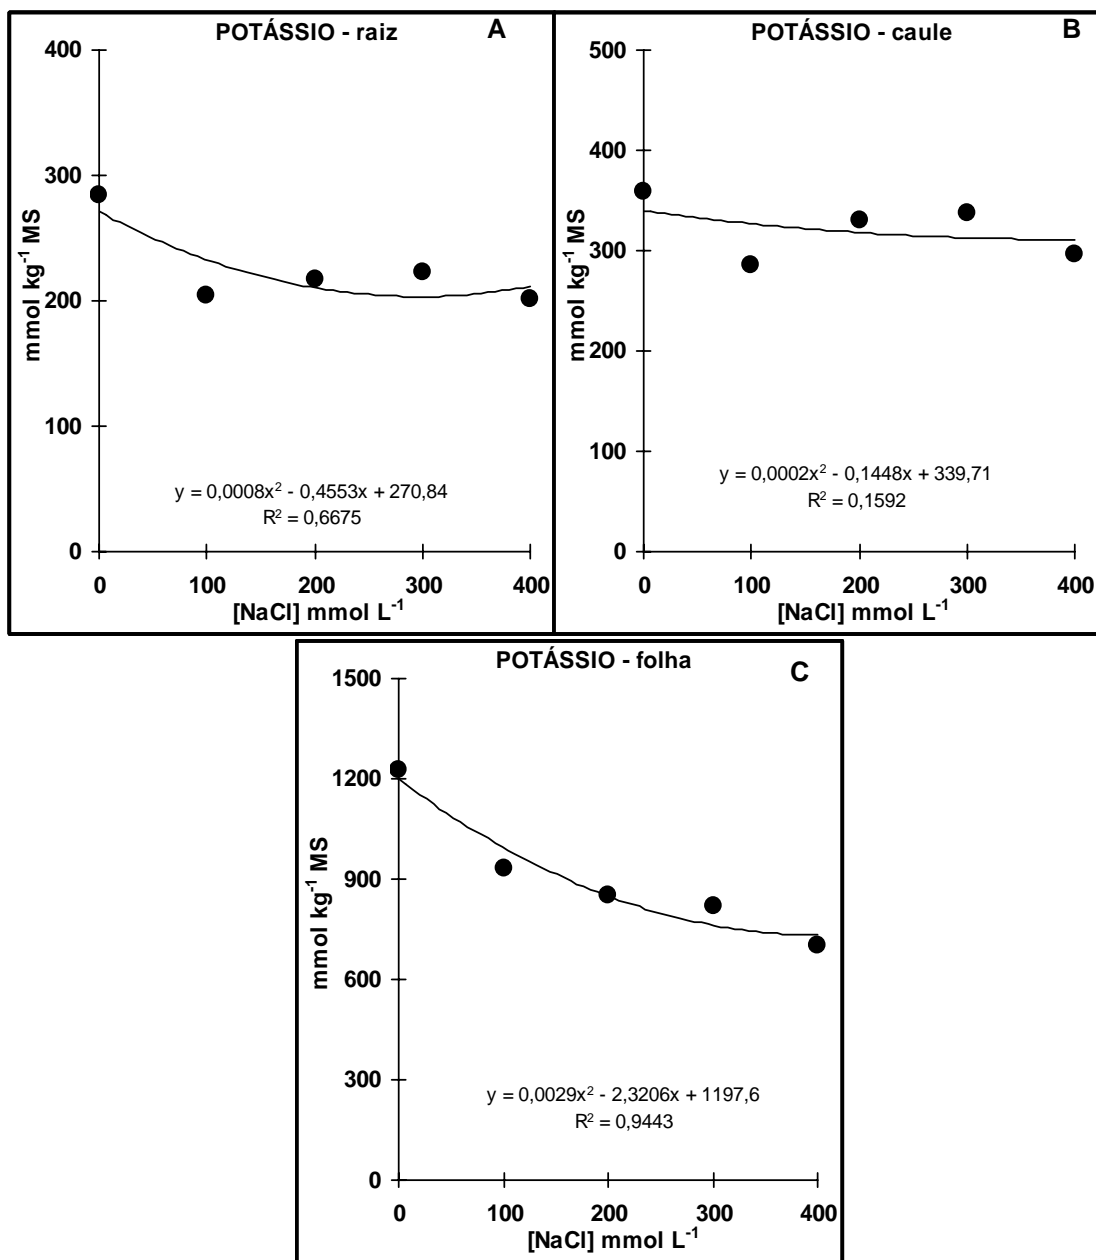 POTÁSSIO - raiz
A
400
300
200
100
0
mmol kg⁻¹ MS
y = 0,0008x² - 0,4553x + 270,84
R² = 0,6675
0 100 200 300 400
[NaCl] mmol L⁻¹
POTÁSSIO - caule
B
500
400
300
200
100
0
mmol kg⁻¹ MS
y = 0,0002x² - 0,1448x + 339,71
R² = 0,1592
0 100 200 300 400
[NaCl] mmol L⁻¹
POTÁSSIO - folha
C
1500
1200
900
600
300
0
mmol kg⁻¹ MS
y = 0,0029x² - 2,3206x + 1197,6
R² = 0,9443
0 100 200 300 400
[NaCl] mmol L⁻¹